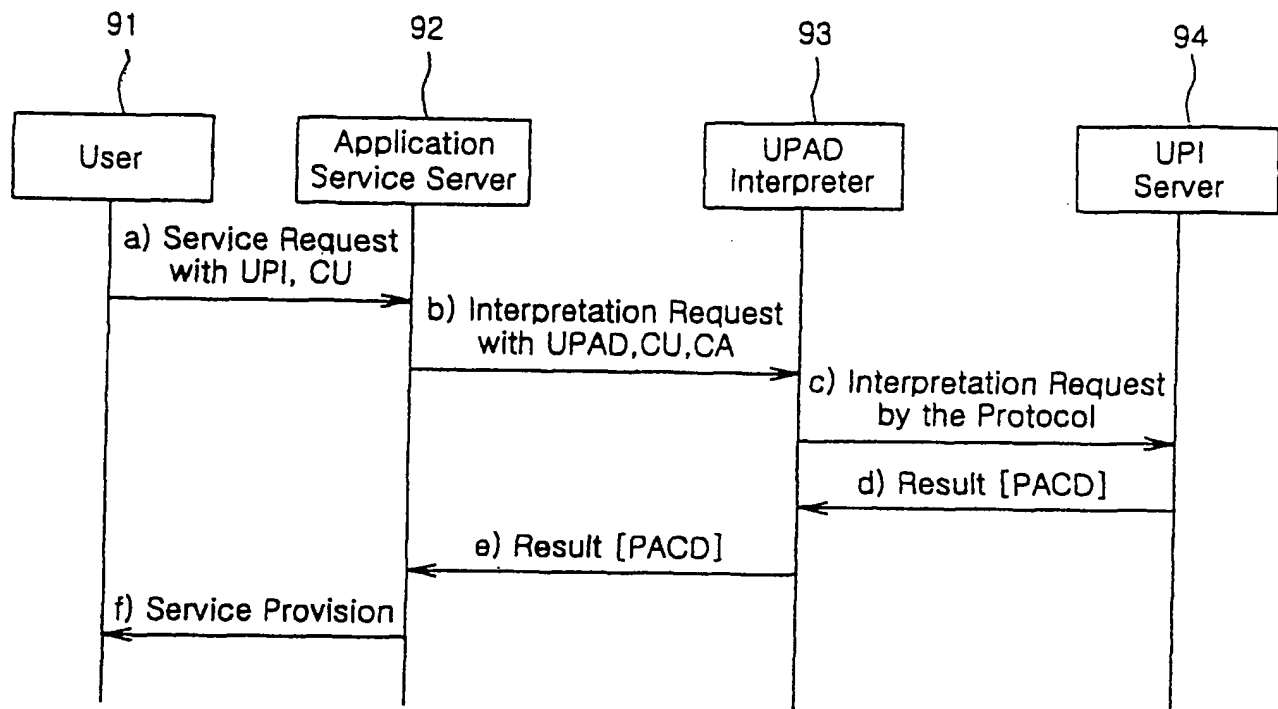 91
92
93
94
User
Application
Service Server
UPAD
Interpreter
UPI
Server
a) Service Request
with UPI, CU
b) Interpretation Request
with UPAD,CU,CA
c) Interpretation Request
by the Protocol
d) Result [PACD]
e) Result [PACD]
f) Service Provision